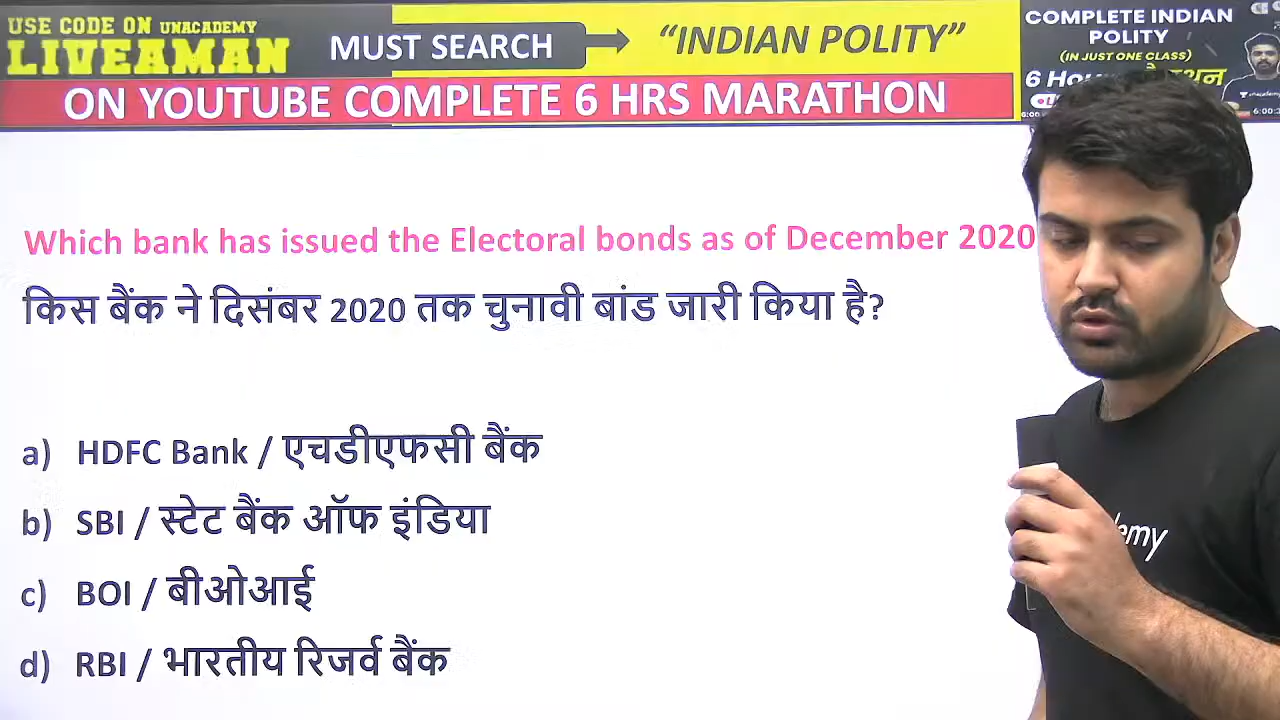 USE CODE ON UNACADEMY
LIVEAMAN
MUST SEARCH
“INDIAN POLITY”
ON YOUTUBE COMPLETE 6 HRS MARATHON
COMPLETE INDIAN
POLITY
(IN JUST ONE CLASS)
Which bank has issued the Electoral bonds as of December 2020
किस बैंक ने दिसंबर 2020 तक चुनावी बांड जारी किया है?
a) HDFC Bank / एचडीएफसी बैंक
b) SBI / स्टेट बैंक ऑफ इंडिया
c) BOI / बीओआई
d) RBI / भारतीय रिजर्व बैंक